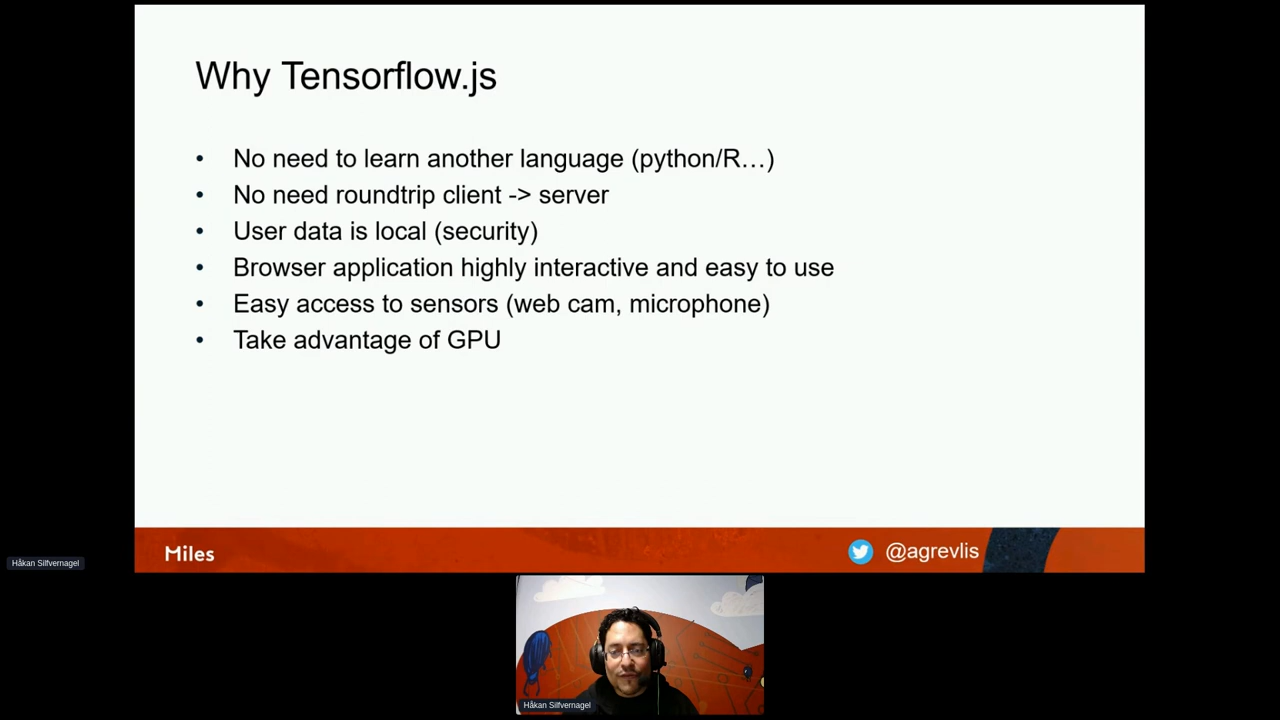 Why Tensorflow.js
• No need to learn another language (python/R…)
• No need roundtrip client -> server
• User data is local (security)
• Browser application highly interactive and easy to use
• Easy access to sensors (web cam, microphone)
• Take advantage of GPU
Miles
@agrevlis
Håkan Silfvernagel
Håkan Silfvernagel